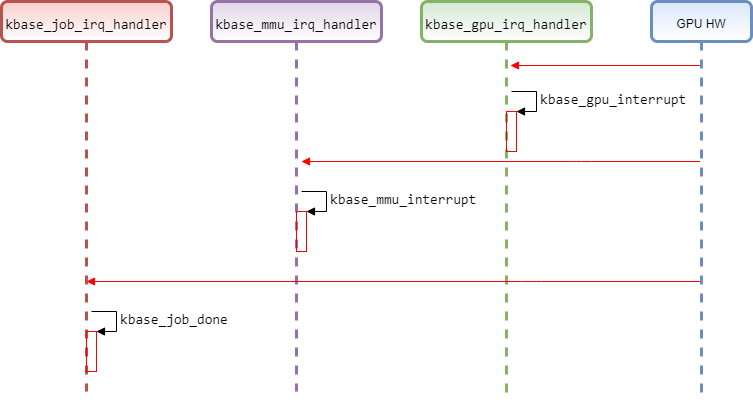 kbase_job_irq_handler
kbase_mmu_irq_handler
kbase_gpu_irq_handler
GPU HW
kbase_gpu_interrupt
kbase_mmu_interrupt
kbase_job_done